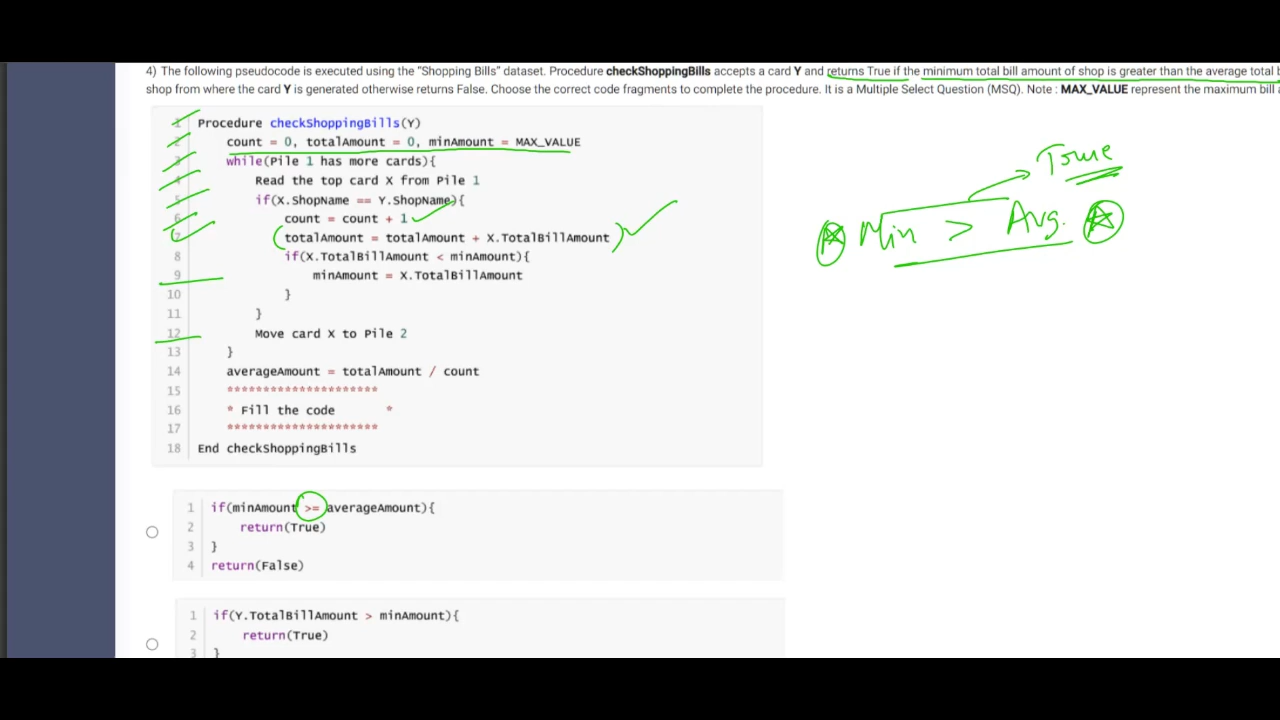 4) The following pseudocode is executed using the "Shopping Bills" dataset. Procedure checkShoppingBills accepts a card Y and returns True if the minimum total bill amount of shop is greater than the average total
shop from where the card Y is generated otherwise returns False. Choose the correct code fragments to complete the procedure. It is a Multiple Select Question (MSQ). Note : MAX_VALUE represent the maximum bill
1 Procedure checkShoppingBills(Y)
2 count = 0, totalAmount = 0, minAmount = MAX_VALUE
3 while(Pile 1 has more cards){
4 Read the top card X from Pile 1
5 if(X.ShopName == Y.ShopName){
6 count = count + 1
7 totalAmount = totalAmount + X.TotalBillAmount
8 if(X.TotalBillAmount < minAmount){
9 minAmount = X.TotalBillAmount
10 }
11 }
12 Move card X to Pile 2
13 }
14 averageAmount = totalAmount / count
15 *********************
16 * Fill the code *
17 *********************
18 End checkShoppingBills
True
Min > Avg.
1 if(minAmount >= averageAmount){
2 return(True)
3 }
4 return(False)
1 if(Y.TotalBillAmount > minAmount){
2 return(True)
3 }